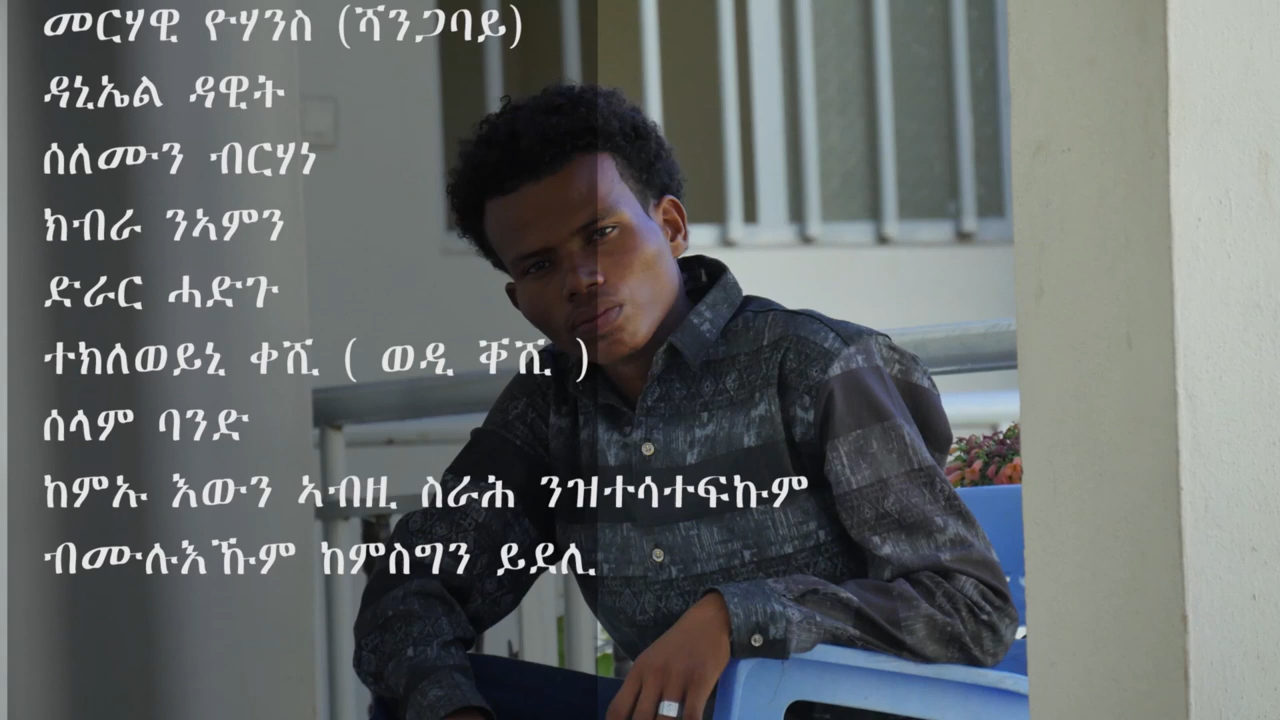 መርሃዊ ዮሃንስ (ሻንጋባይ)
ዳኒኤል ዳዊት
ሰለሙን ብርሃነ
ክብራ ንኣምን
ድራር ሓድጉ
ተክለወይኒ ቀሺ ( ወዲ ቐሺ )
ሰላም ባንድ
ከምኡ እውን ኣብዚ ስራሕ ንዝተሳተፍኩም
ብሙሉእኹም ከምስግን ይደሊ